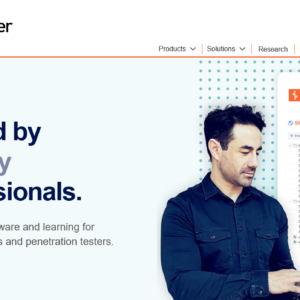 er
Products Solutions Research
d by
y
sionals.
ware and learning for
s and penetration testers.